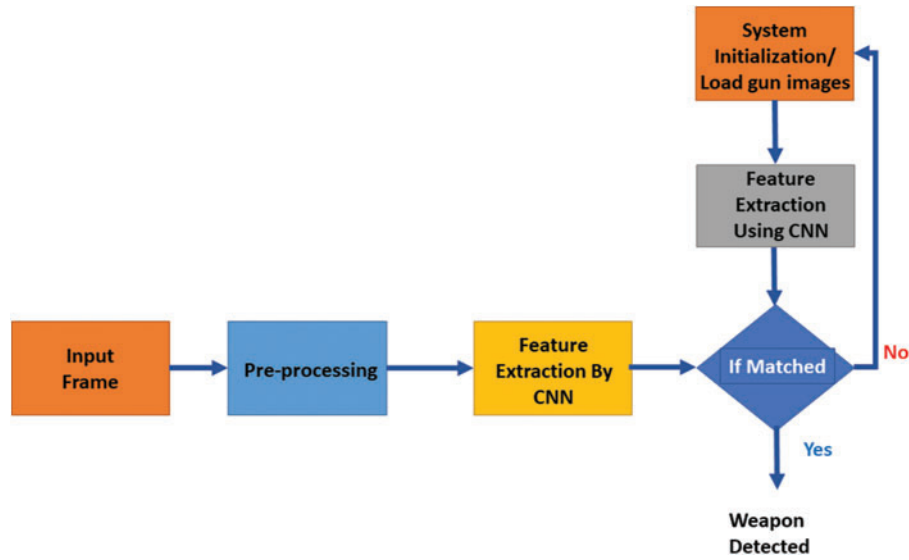 System
Initialization/
Load gun images
Feature
Extraction
Using CNN
Input
Frame
Pre-processing
Feature
Extraction By
CNN
If Matched
No
Yes
Weapon
Detected